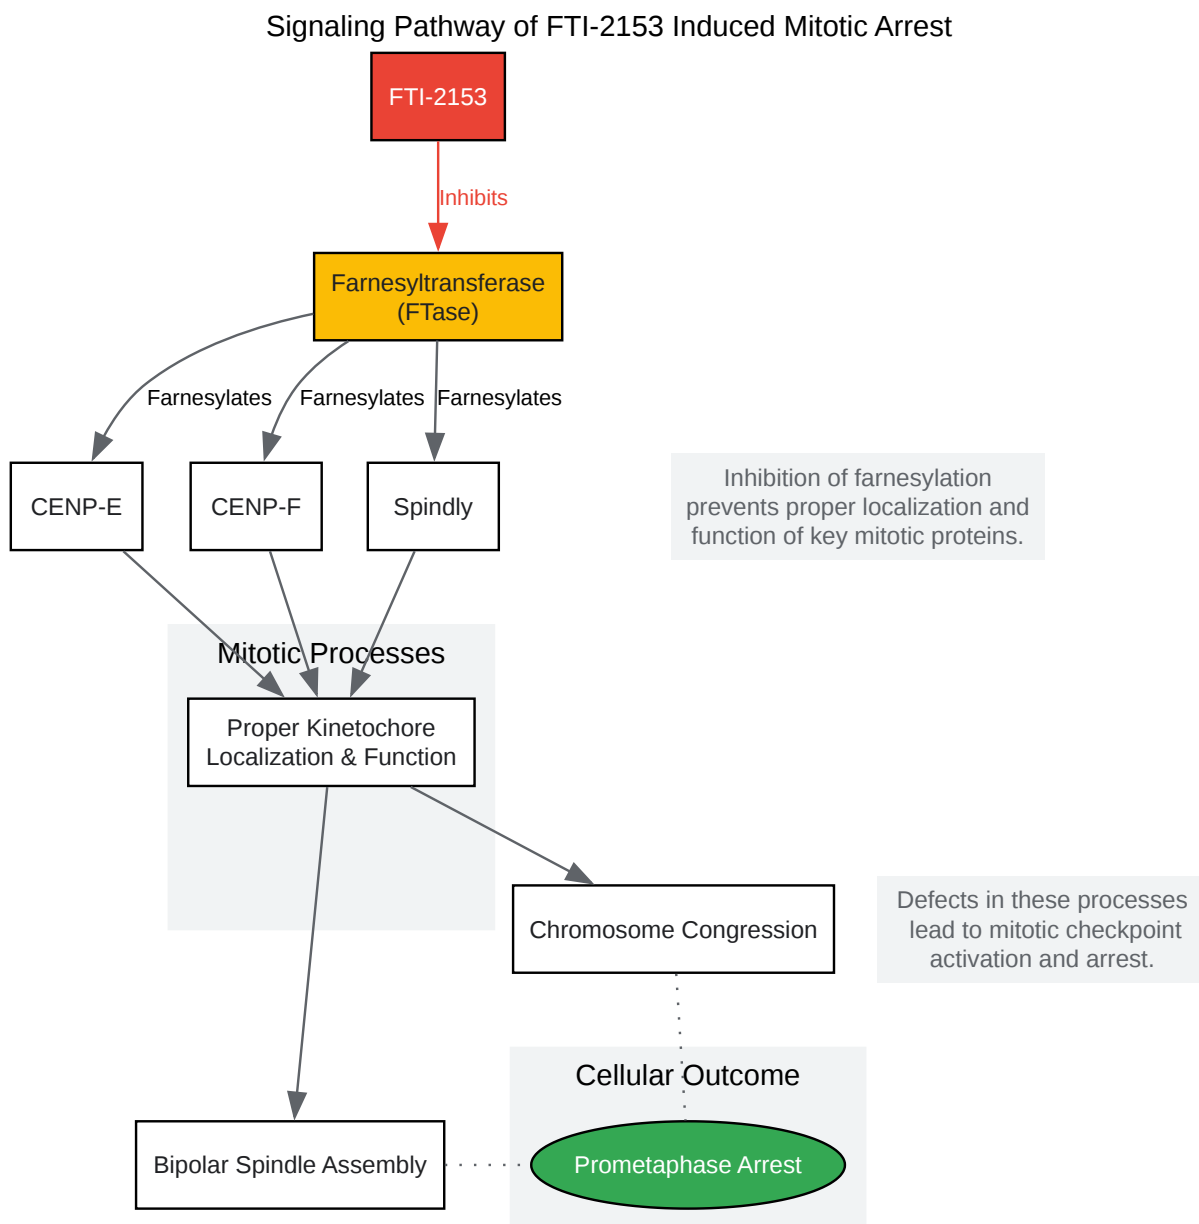 Signaling Pathway of FTI-2153 Induced Mitotic Arrest
FTI-2153
Inhibits
Farnesyltransferase
(FTase)
Farnesylates
Farnesylates
Farnesylates
CENP-E
CENP-F
Spindly
Inhibition of farnesylation
prevents proper localization and
function of key mitotic proteins.
Mitotic Processes
Proper Kinetochore
Localization & Function
Chromosome Congression
Defects in these processes
lead to mitotic checkpoint
activation and arrest.
Cellular Outcome
Bipolar Spindle Assembly
Prometaphase Arrest